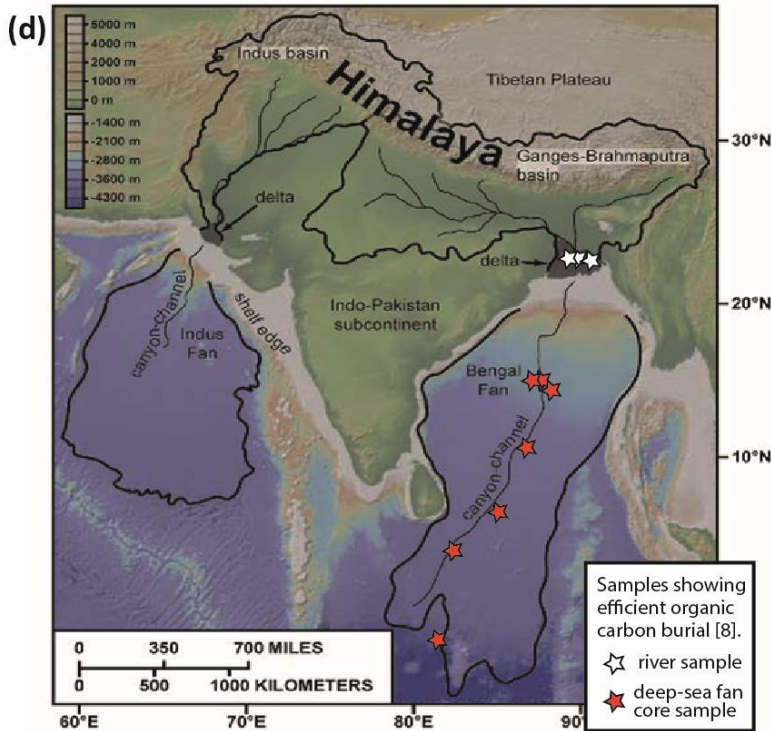 (d)
5000 m
4000 m
2000 m
1000 m
0 m
-1400 m
-2100 m
-2800 m
-3600 m
-4300 m
Indus basin
Himalaya
Tibetan Plateau
30°N
Ganges-Brahmaputra
basin
delta
delta
20°N
canyon-channel
Indus
Fan
shelf edge
Indo-Pakistan
subcontinent
Bengal
Fan
canyon-channel
10°N
Samples showing
efficient organic
carbon burial [8].
river sample
deep-sea fan
core sample
0 350 700 MILES
0 500 1000 KILOMETERS
60°E 70°E 80°E 90°